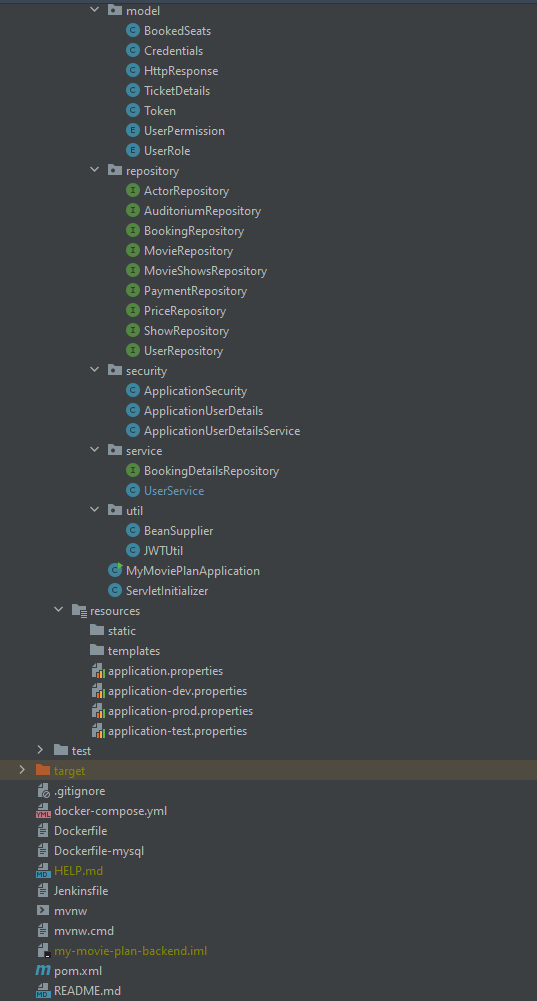 model
BookedSeats
Credentials
HttpResponse
TicketDetails
Token
UserPermission
UserRole
repository
ActorRepository
AuditoriumRepository
BookingRepository
MovieRepository
MovieShowsRepository
PaymentRepository
PriceRepository
ShowRepository
UserRepository
security
ApplicationSecurity
ApplicationUserDetails
ApplicationUserDetailsService
service
BookingDetailsRepository
UserService
util
BeanSupplier
JWTUtil
MyMoviePlanApplication
ServletInitializer
resources
static
templates
application.properties
application-dev.properties
application-prod.properties
application-test.properties
test
target
.gitignore
docker-compose.yml
Dockerfile
Dockerfile-mysql
HELP.md
Jenkinsfile
mvnw
mvnw.cmd
my-movie-plan-backend.iml
pom.xml
README.md